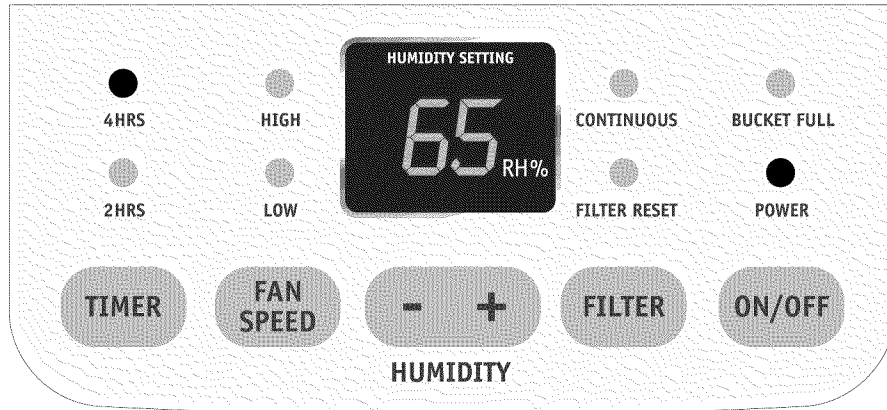 HUMIDITY SETTING
65 RH%
4HRS
HIGH
CONTINUOUS
BUCKET FULL
2HRS
LOW
FILTER RESET
POWER
TIMER
FAN
SPEED
- +
FILTER
ON/OFF
HUMIDITY